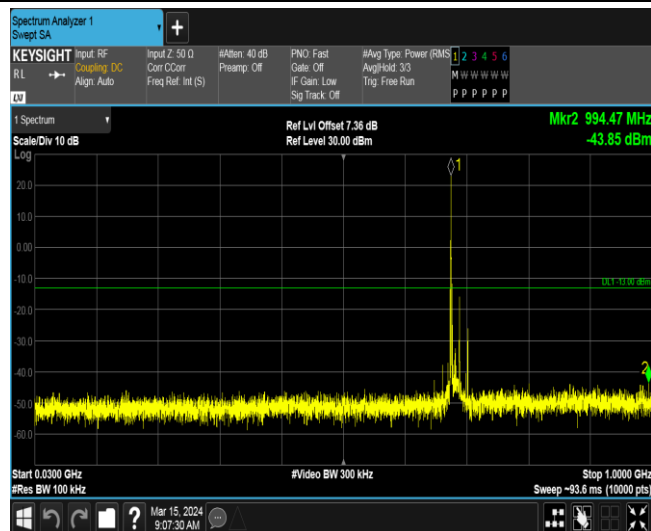 Spectrum Analyzer 1
Swept SA
+
KEYSIGHT
RL
LXI
Input: RF
Coupling: DC
Align: Auto
Input Z: 50 Ω
Corr CCorr
Freq Ref: Int (S)
#Atten: 40 dB
Preamp: Off
PNO: Fast
Gate: Off
IF Gain: Low
Sig Track: Off
#Avg Type: Power (RMS
Avg|Hold: 3/3
Trig: Free Run
1 2 3 4 5 6
M W W W W W
P P P P P P
1 Spectrum
Scale/Div 10 dB
Log
Ref Lvl Offset 7.36 dB
Ref Level 30.00 dBm
Mkr2 994.47 MHz
-43.85 dBm
1
20.0
10.0
0.00
-10.0
DL1 -13.00 dBm
-20.0
-30.0
-40.0
2
-50.0
-60.0
Start 0.0300 GHz
#Res BW 100 kHz
#Video BW 300 kHz
Stop 1.0000 GHz
Sweep ~93.6 ms (10000 pts)
?
Mar 15, 2024
9:07:30 AM